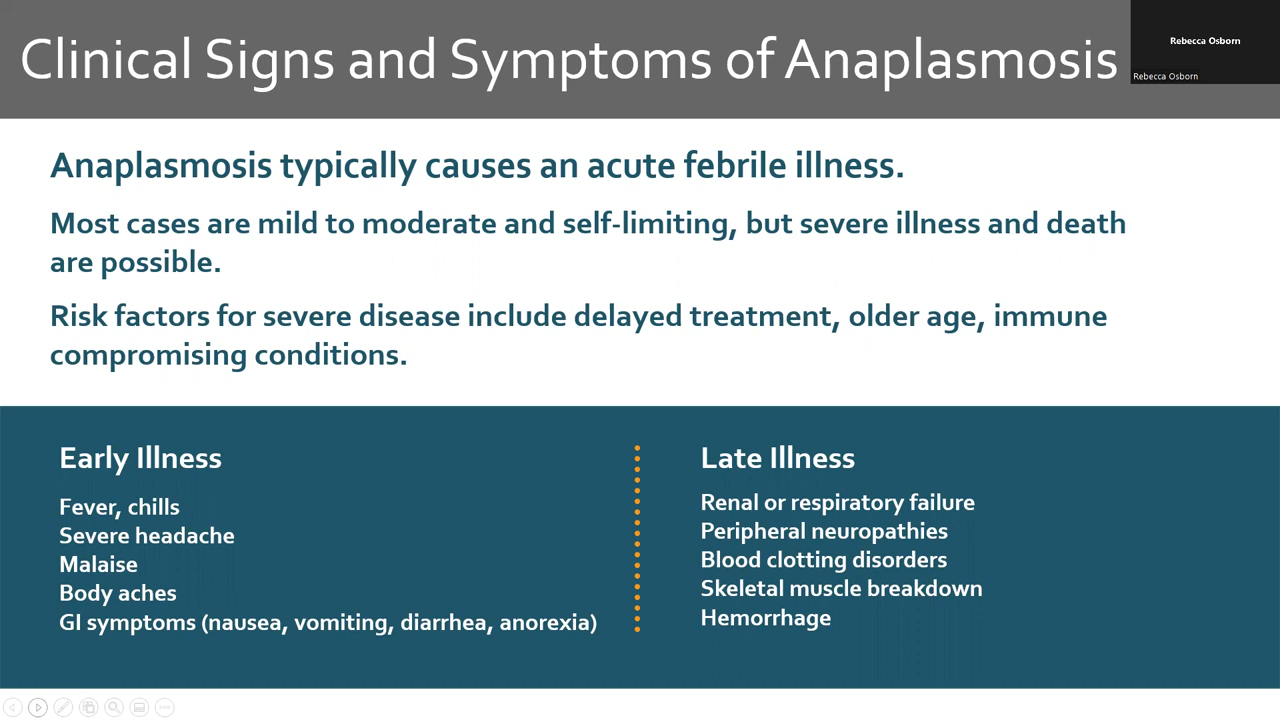 Clinical Signs and Symptoms of Anaplasmosis
Rebecca Osborn
Rebecca Osborn
Anaplasmosis typically causes an acute febrile illness.
Most cases are mild to moderate and self-limiting, but severe illness and death
are possible.
Risk factors for severe disease include delayed treatment, older age, immune
compromising conditions.
Early Illness
Fever, chills
Severe headache
Malaise
Body aches
GI symptoms (nausea, vomiting, diarrhea, anorexia)
Late Illness
Renal or respiratory failure
Peripheral neuropathies
Blood clotting disorders
Skeletal muscle breakdown
Hemorrhage